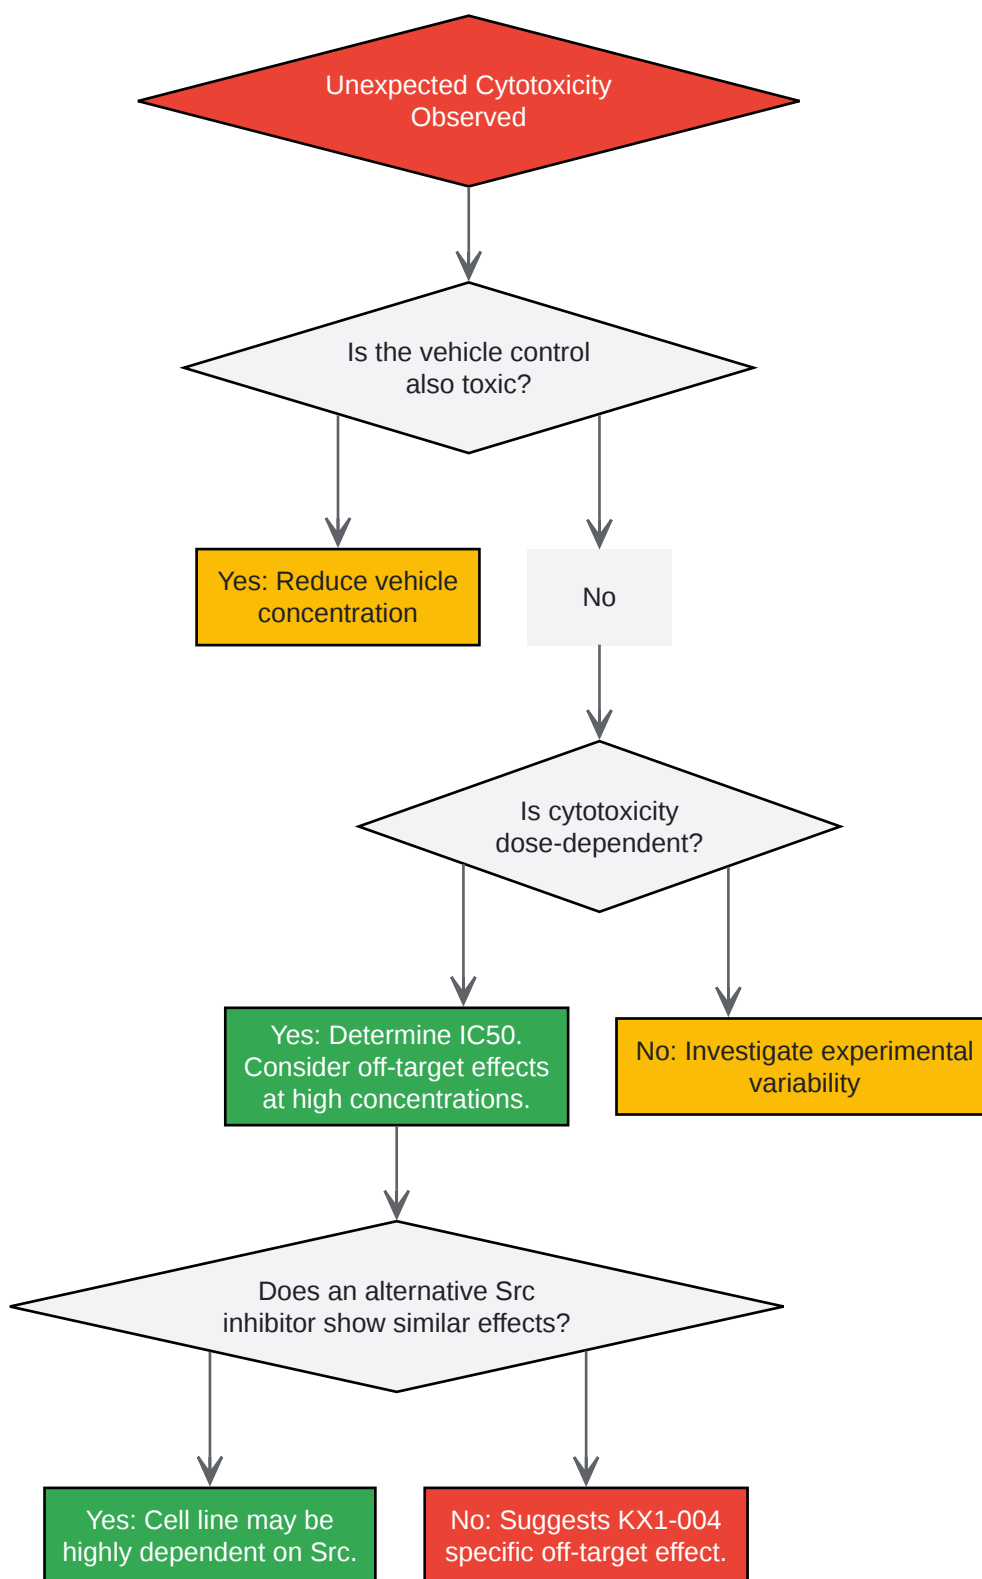 Unexpected Cytotoxicity
Observed
Is the vehicle control
also toxic?
Yes: Reduce vehicle
concentration
No
Is cytotoxicity
dose-dependent?
Yes: Determine IC50.
Consider off-target effects
at high concentrations.
No: Investigate experimental
variability
Does an alternative Src
inhibitor show similar effects?
Yes: Cell line may be
highly dependent on Src.
No: Suggests KX1-004
specific off-target effect.